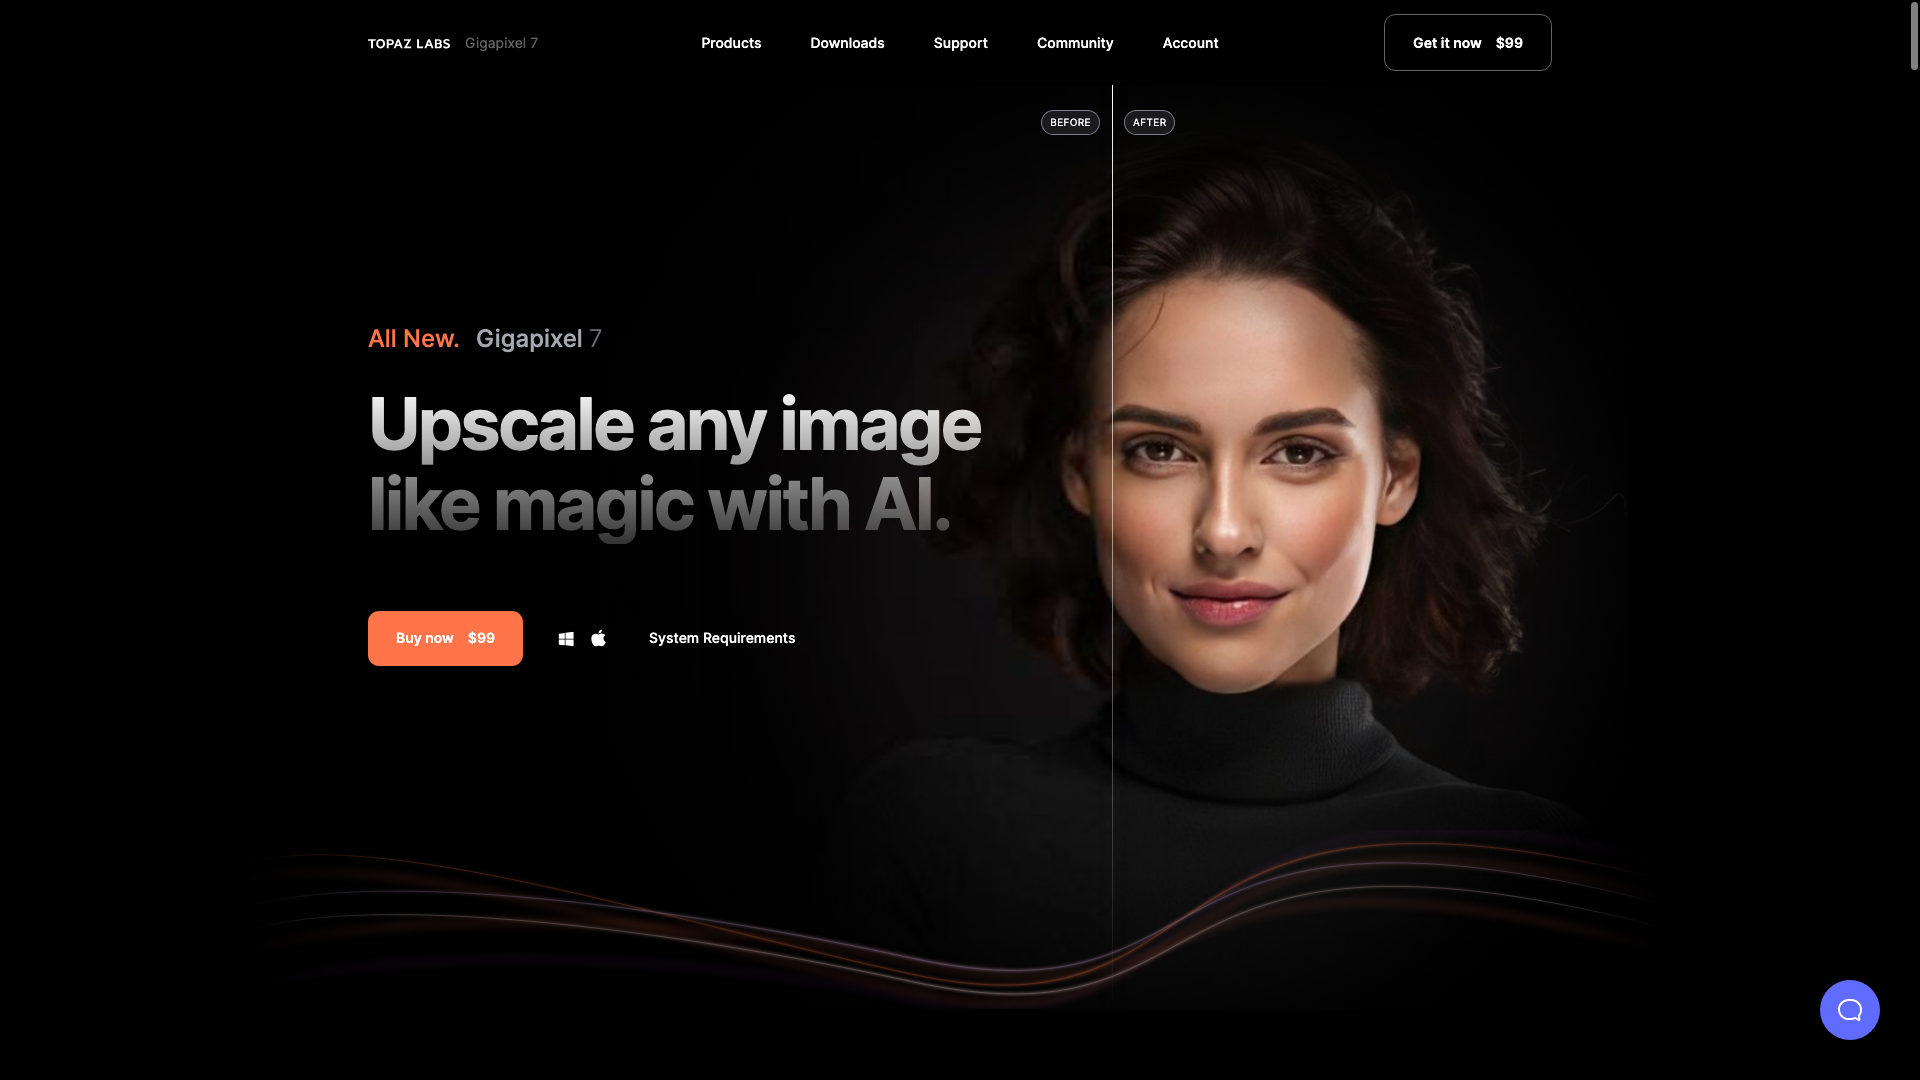 TOPAZ LABS Gigapixel 7
Products Downloads Support Community Account
Get it now $99
BEFORE AFTER
All New. Gigapixel 7
Upscale any image
like magic with AI.
Buy now $99 System Requirements